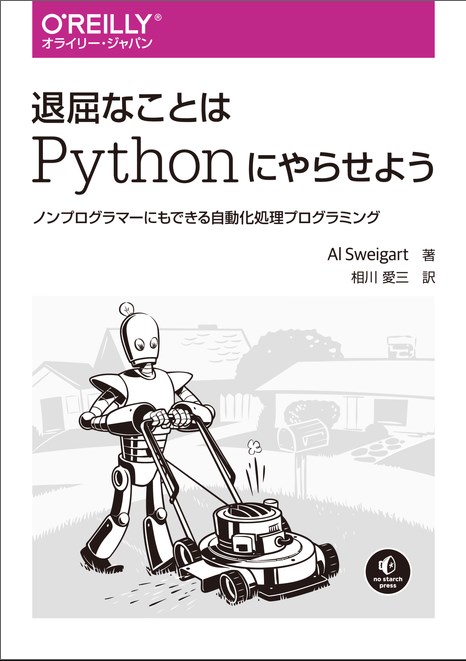 O'REILLY®
オライリー・ジャパン
退屈なことは
Pythonにやらせよう
ノンプログラマーにもできる自動化処理プログラミング
Al Sweigart 著
相川 愛三 訳
no starch
press